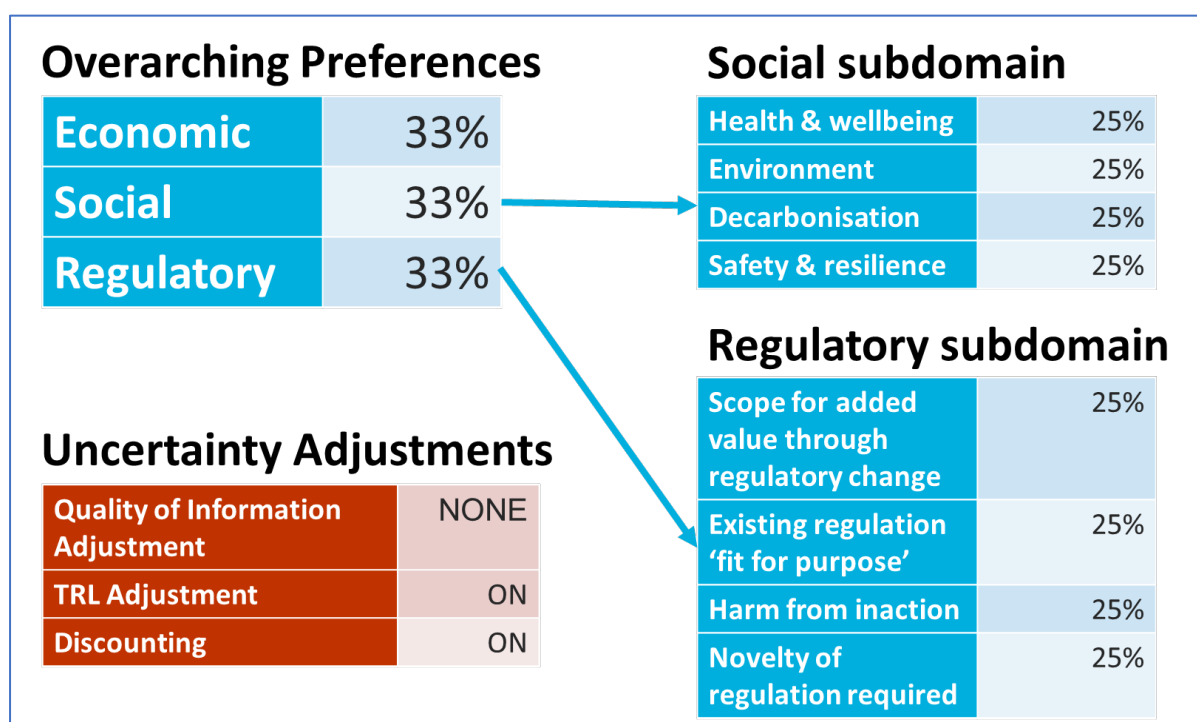 Overarching Preferences
Economic 33%
Social 33%
Regulatory 33%
Uncertainty Adjustments
Quality of Information NONE
Adjustment
TRL Adjustment ON
Discounting ON
Social subdomain
Health & wellbeing 25%
Environment 25%
Decarbonisation 25%
Safety & resilience 25%
Regulatory subdomain
Scope for added 25%
value through
regulatory change
Existing regulation 25%
‘fit for purpose’
Harm from inaction 25%
Novelty of 25%
regulation required